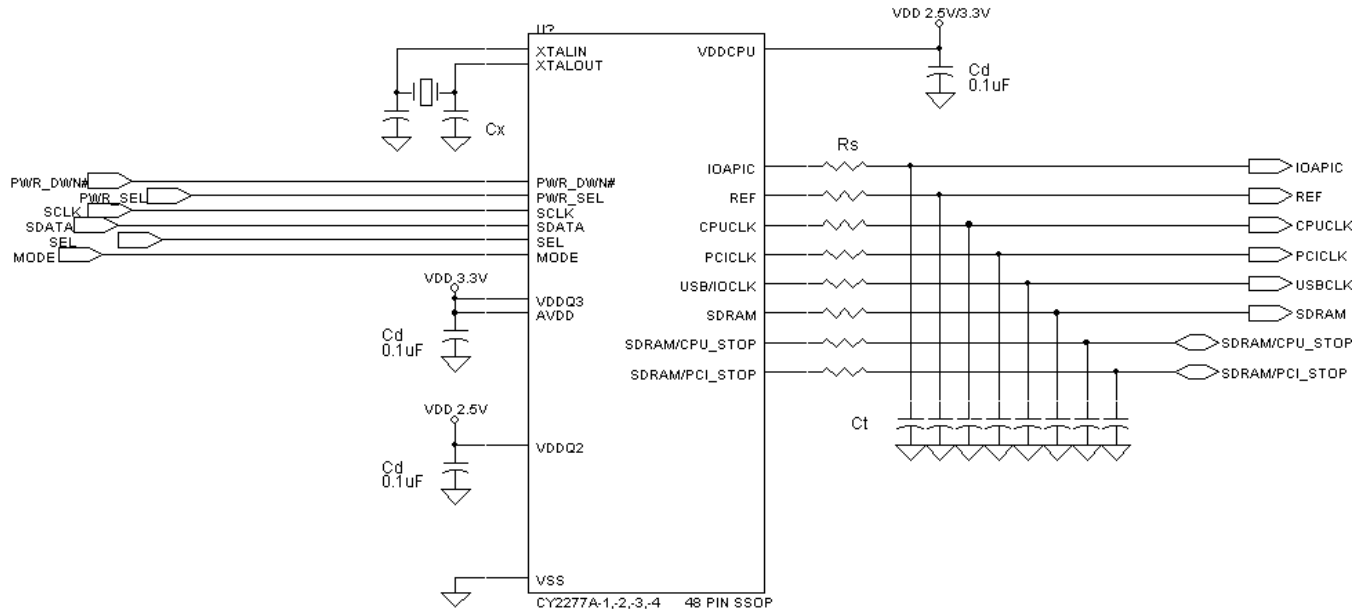 VDD 2.5V/3.3V
U?
XTALIN
XTALOUT
VDDCPU
Cd
0.1uF
Cx
Rs
IOAPIC
IOAPIC
PWR_DWN#
PWR_DWN#
PWR_SEL
PWR_SEL
REF
REF
SCLK
SCLK
SDATA
SDATA
CPUCLK
CPUCLK
SEL
SEL
MODE
MODE
PCICLK
PCICLK
VDD 3.3V
USB/IOCLK
USBCLK
VDDQ3
AVDD
SDRAM
SDRAM
Cd
0.1uF
SDRAM/CPU_STOP
SDRAM/CPU_STOP
SDRAM/PCI_STOP
SDRAM/PCI_STOP
VDD 2.5V
Ct
VDDQ2
Cd
0.1uF
VSS
CY2277A-1,-2,-3,-4
48 PIN SSOP